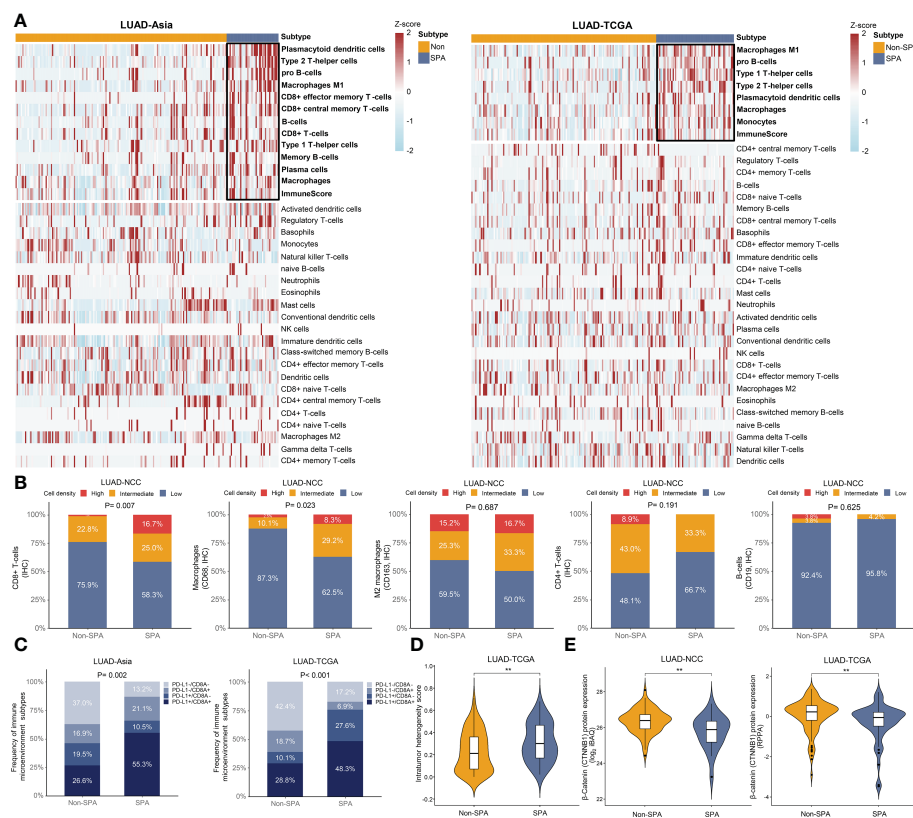 A
LUAD-Asia
Subtype
Plasmacytoid dendritic cells
Type 2 T-helper cells
pro B-cells
Macrophages M1
CD8+ effector memory T-cells
CD8+ central memory T-cells
B-cells
CD8+ T-cells
Type 1 T-helper cells
Memory B-cells
Plasma cells
Macrophages
ImmuneScore
Activated dendritic cells
Regulatory T-cells
Basophils
Monocytes
Natural killer T-cells
naive B-cells
Neutrophils
Eosinophils
Mast cells
Conventional dendritic cells
NK cells
Immature dendritic cells
Class-switched memory B-cells
CD4+ effector memory T-cells
Dendritic cells
CD8+ naive T-cells
CD4+ central memory T-cells
CD4+ T-cells
CD4+ naive T-cells
Macrophages M2
Gamma delta T-cells
CD4+ memory T-cells
Z-score
2
1
0
-1
-2
Subtype
Non
SPA
LUAD-TCGA
Subtype
Macrophages M1
pro B-cells
Type 1 T-helper cells
Type 2 T-helper cells
Plasmacytoid dendritic cells
Macrophages
Monocytes
ImmuneScore
CD4+ central memory T-cells
Regulatory T-cells
CD4+ memory T-cells
B-cells
CD8+ naive T-cells
Memory B-cells
CD8+ central memory T-cells
Basophils
CD8+ effector memory T-cells
Immature dendritic cells
CD4+ naive T-cells
CD4+ T-cells
Mast cells
Neutrophils
Activated dendritic cells
Plasma cells
Conventional dendritic cells
NK cells
CD8+ T-cells
CD4+ effector memory T-cells
Macrophages M2
Eosinophils
Class-switched memory B-cells
naive B-cells
Gamma delta T-cells
Natural killer T-cells
Dendritic cells
Z-score
2
1
0
-1
-2
Subtype
Non-SP
SPA
B
LUAD-NCC
Cell density High Intermediate Low
P= 0.007
CD8+ T-cells
(IHC)
100%
75%
50%
25%
0%
22.8%
75.9%
16.7%
25.0%
58.3%
Non-SPA SPA
LUAD-NCC
Cell density High Intermediate Low
P= 0.023
Macrophages
(CD68, IHC)
100%
75%
50%
25%
0%
10.1%
87.3%
8.3%
29.2%
62.5%
Non-SPA SPA
LUAD-NCC
Cell density High Intermediate Low
P= 0.687
M2 macrophages
(CD163, IHC)
100%
75%
50%
25%
0%
15.2%
25.3%
59.5%
16.7%
33.3%
50.0%
Non-SPA SPA
LUAD-NCC
Cell density High Intermediate Low
P= 0.191
CD4+ T-cells
(IHC)
100%
75%
50%
25%
0%
8.9%
43.0%
48.1%
33.3%
66.7%
Non-SPA SPA
LUAD-NCC
Cell density High Intermediate Low
P= 0.625
B-cells
(CD19, IHC)
100%
75%
50%
25%
0%
92.4%
4.2%
95.8%
Non-SPA SPA
C
LUAD-Asia
P= 0.002
Frequency of immune
microenvironment subtypes
100%
75%
50%
25%
0%
37.0%
16.9%
19.5%
26.6%
13.2%
21.1%
10.5%
55.3%
Non-SPA SPA
PD-L1-/CD8A-
PD-L1-/CD8A+
PD-L1+/CD8A-
PD-L1+/CD8A+
LUAD-TCGA
P< 0.001
Frequency of immune
microenvironment subtypes
100%
75%
50%
25%
0%
42.4%
18.7%
10.1%
28.8%
17.2%
6.9%
27.6%
48.3%
Non-SPA SPA
PD-L1-/CD8A-
PD-L1-/CD8A+
PD-L1+/CD8A-
PD-L1+/CD8A+
D
LUAD-TCGA
**
Intratumor heterogeneity score
0.8
0.6
0.4
0.2
0.0
-0.2
Non-SPA SPA
E
LUAD-NCC
**
β-Catenin (CTNNB1) protein expression
(log₂ iBAQ)
28
26
24
22
Non-SPA SPA
LUAD-TCGA
**
β-catenin (CTNNB1) protein expression
(RPPA)
2
0
-2
-4
Non-SPA SPA